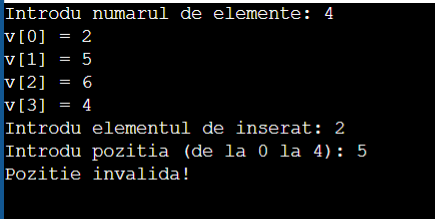 Introdu numarul de elemente: 4
v[0] = 2
v[1] = 5
v[2] = 6
v[3] = 4
Introdu elementul de inserat: 2
Introdu pozitia (de la 0 la 4): 5
Pozitie invalida!